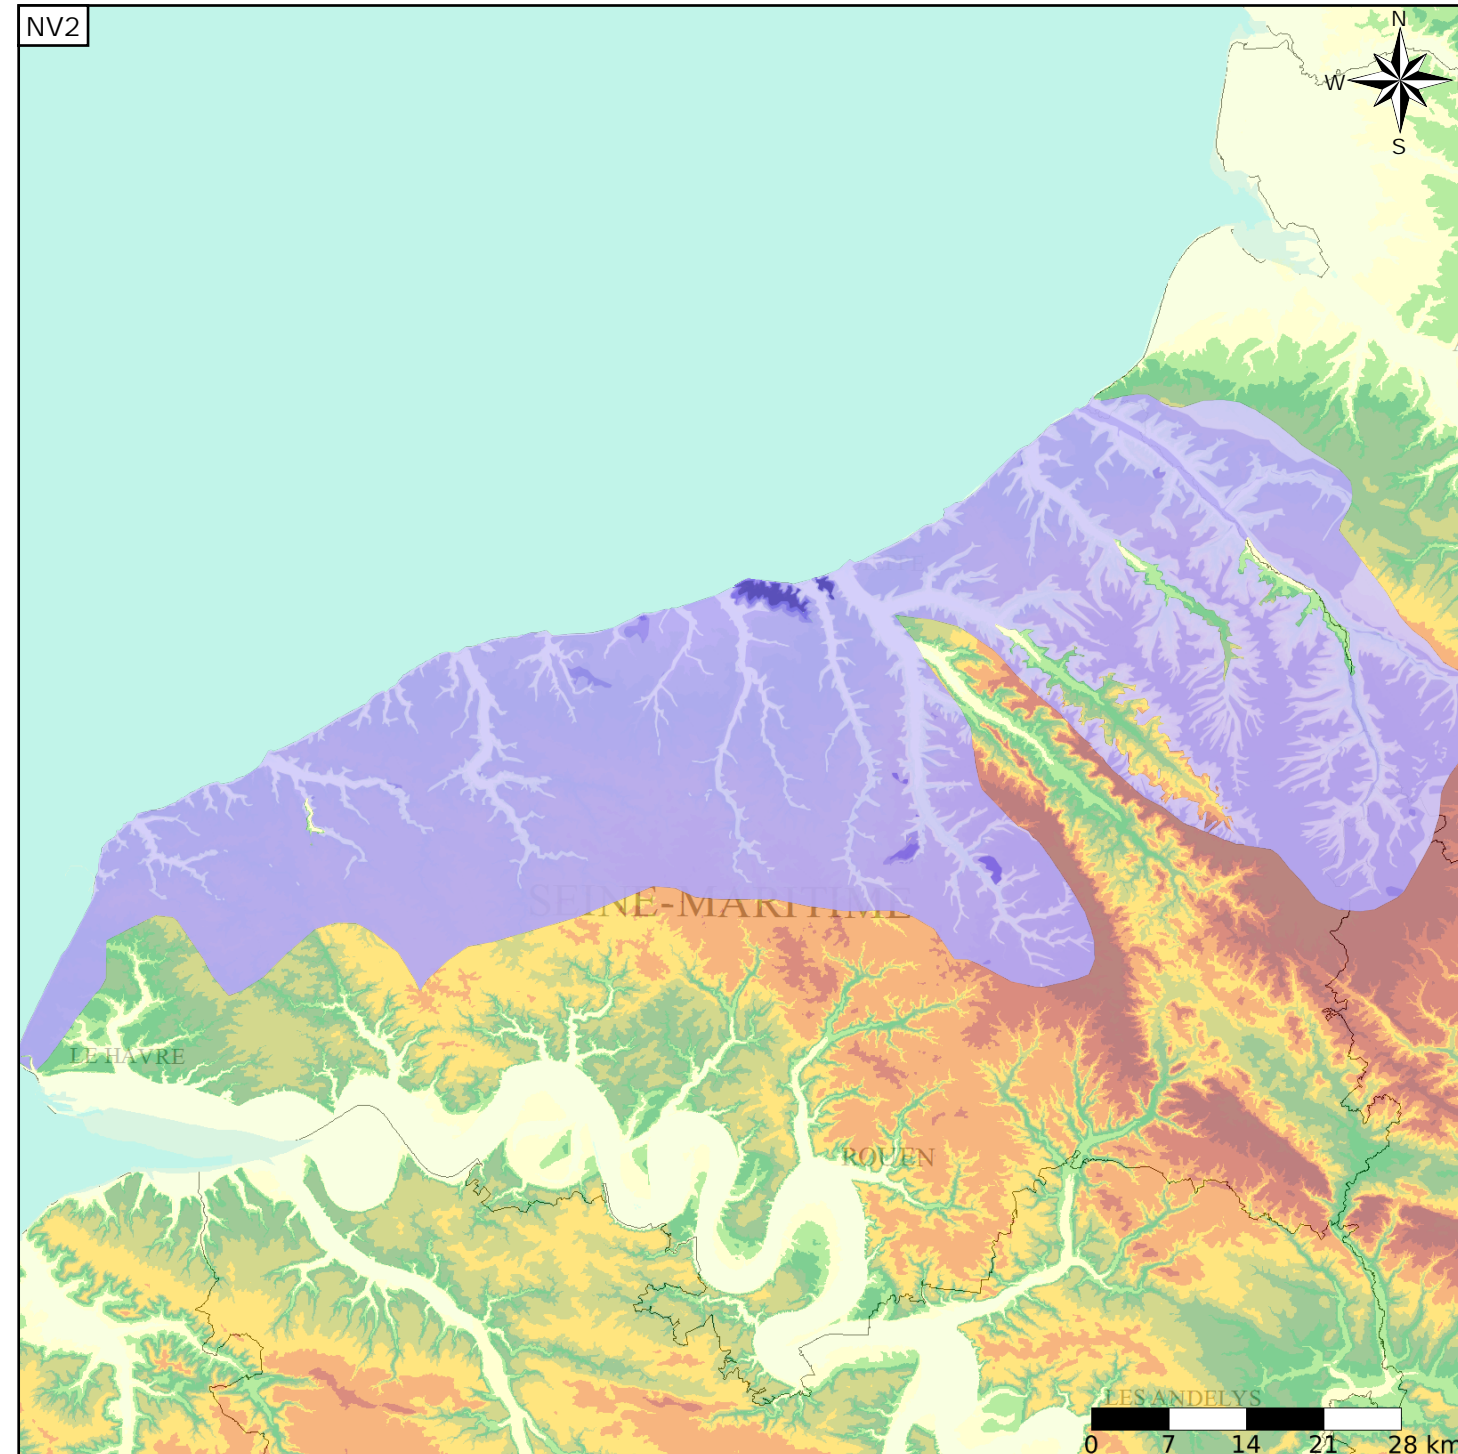 NV2
N
W
S
SEINE-MARITIME
LE HAVRE
ROUEN
LES ANDELYS
0 7 14 21 28 km